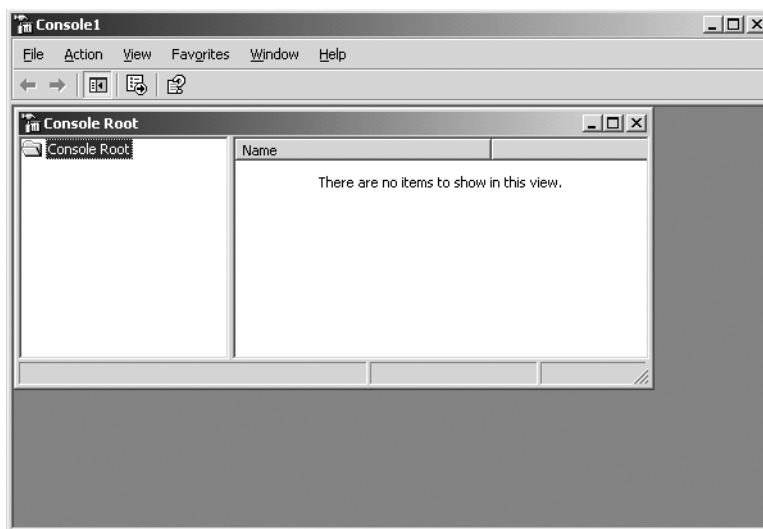 Console1
File Action View Favorites Window Help
Console Root
Console Root
Name
There are no items to show in this view.